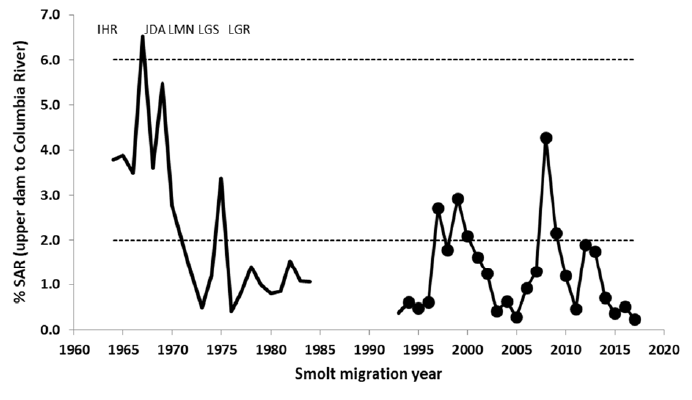 7.0
IHR JDA LMN LGS LGR
6.0
5.0
4.0
3.0
2.0
1.0
0.0
1960 1965 1970 1975 1980 1985 1990 1995 2000 2005 2010 2015 2020
% SAR (upper dam to Columbia River)
Smolt migration year